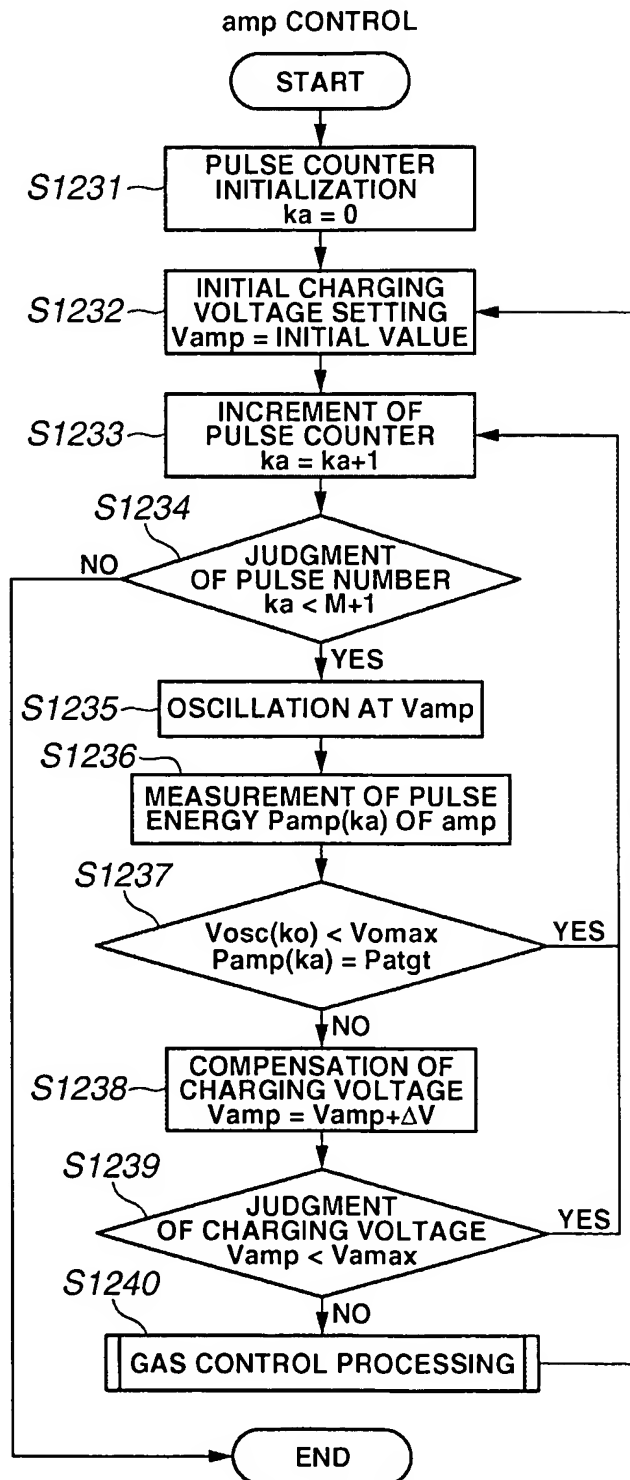 amp CONTROL
START
S1231
PULSE COUNTER
INITIALIZATION
ka = 0
S1232
INITIAL CHARGING
VOLTAGE SETTING
Vamp = INITIAL VALUE
S1233
INCREMENT OF
PULSE COUNTER
ka = ka+1
S1234
NO
JUDGMENT
OF PULSE NUMBER
ka < M+1
YES
S1235
OSCILLATION AT Vamp
S1236
MEASUREMENT OF PULSE
ENERGY Pamp(ka) OF amp
S1237
Vosc(ko) < Vomax
Pamp(ka) = Patgt
YES
NO
S1238
COMPENSATION OF
CHARGING VOLTAGE
Vamp = Vamp+ΔV
S1239
JUDGMENT
OF CHARGING VOLTAGE
Vamp < Vamax
YES
NO
S1240
GAS CONTROL PROCESSING
END